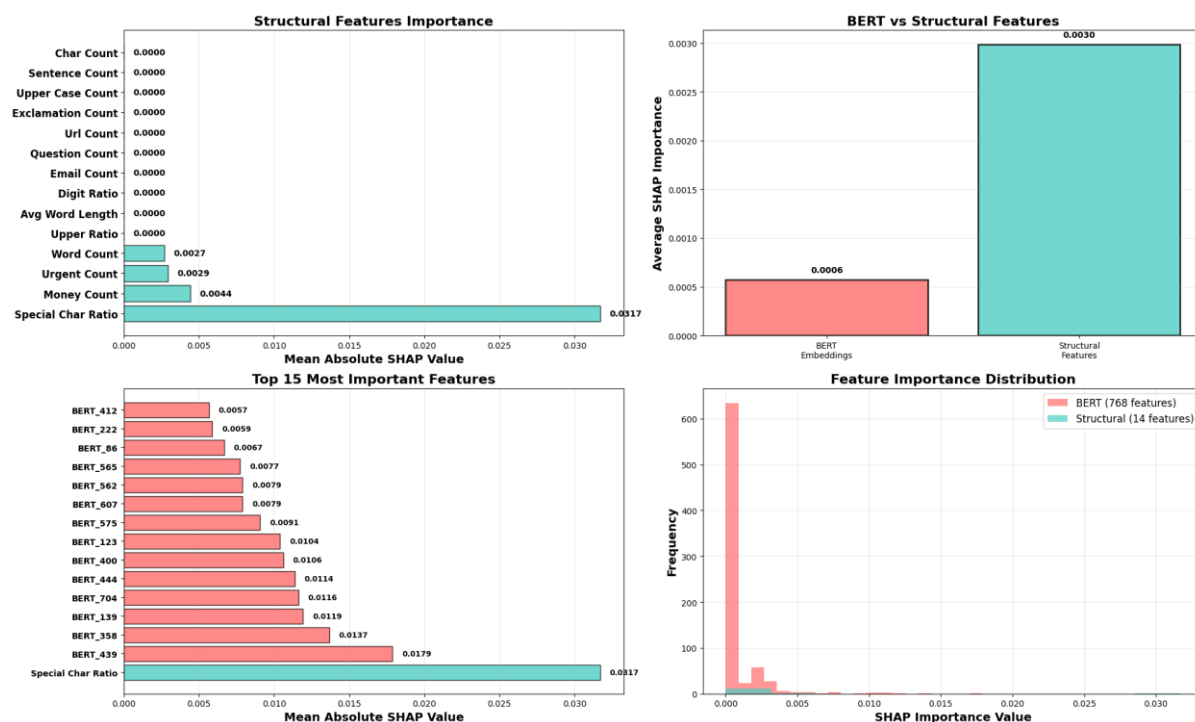 Structural Features Importance
Char Count 0.0000
Sentence Count 0.0000
Upper Case Count 0.0000
Exclamation Count 0.0000
Url Count 0.0000
Question Count 0.0000
Email Count 0.0000
Digit Ratio 0.0000
Avg Word Length 0.0000
Upper Ratio 0.0000
Word Count 0.0027
Urgent Count 0.0029
Money Count 0.0044
Special Char Ratio 0.0317
0.000 0.005 0.010 0.015 0.020 0.025 0.030
Mean Absolute SHAP Value
BERT vs Structural Features
Average SHAP Importance
0.0030
0.0025
0.0020
0.0015
0.0010
0.0005
0.0000
0.0006
0.0030
BERT
Embeddings
Structural
Features
Top 15 Most Important Features
BERT_412 0.0057
BERT_222 0.0059
BERT_86 0.0067
BERT_565 0.0077
BERT_562 0.0079
BERT_607 0.0079
BERT_575 0.0091
BERT_123 0.0104
BERT_400 0.0106
BERT_444 0.0114
BERT_704 0.0116
BERT_139 0.0119
BERT_358 0.0137
BERT_439 0.0179
Special Char Ratio 0.0317
0.000 0.005 0.010 0.015 0.020 0.025 0.030
Mean Absolute SHAP Value
Feature Importance Distribution
BERT (768 features)
Structural (14 features)
Frequency
600
500
400
300
200
100
0
0.000 0.005 0.010 0.015 0.020 0.025 0.030
SHAP Importance Value